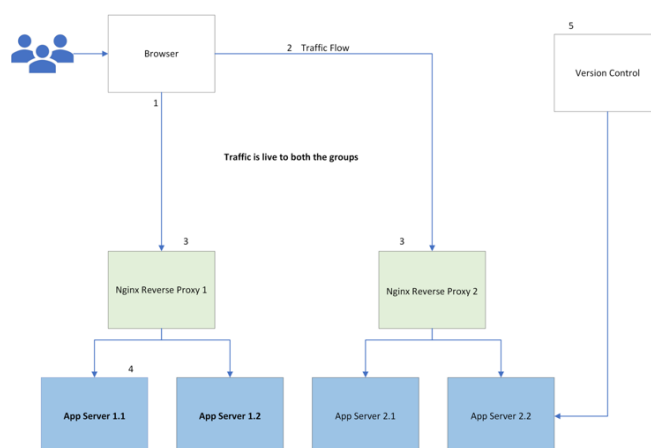 5
Browser
2 Traffic Flow
Version Control
1
Traffic is live to both the groups
3
3
Nginx Reverse Proxy 1
Nginx Reverse Proxy 2
4
App Server 1.1
App Server 1.2
App Server 2.1
App Server 2.2